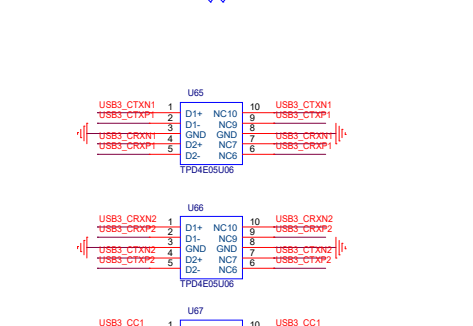 U65
USB3_CTXN1 1 D1+ NC10 10 USB3_CTXN1
USB3_CTXP1 2 D1- NC9 9 USB3_CTXP1
3 GND GND 8
USB3_CRXN1 4 D2+ NC7 7 USB3_CRXN1
USB3_CRXP1 5 D2- NC6 6 USB3_CRXP1
TPD4E05U06
U66
USB3_CRXN2 1 D1+ NC10 10 USB3_CRXN2
USB3_CRXP2 2 D1- NC9 9 USB3_CRXP2
3 GND GND 8
USB3_CTXN2 4 D2+ NC7 7 USB3_CTXN2
USB3_CTXP2 5 D2- NC6 6 USB3_CTXP2
TPD4E05U06
U67
USB3_CC1 1 10 USB3_CC1